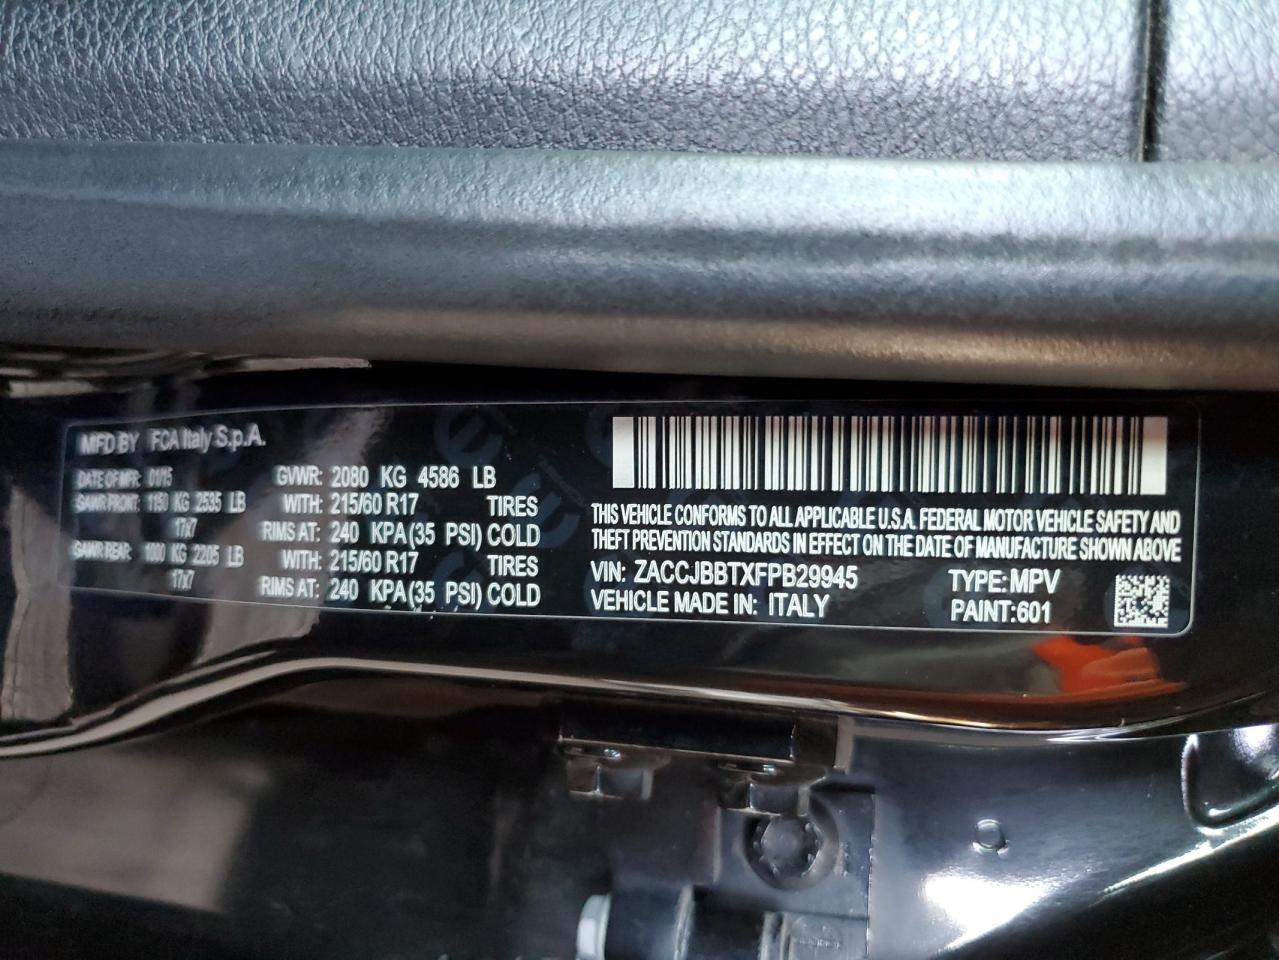 MFD BY FCA Italy S.p.A.
DATE OF MFR: 01/15 GVWR: 2080 KG 4586 LB
GAWR FRONT: 1150 KG 2535 LB WITH: 215/60 R17 TIRES
17x7 RIMS AT: 240 KPA(35 PSI) COLD
GAWR REAR: 1000 KG 2205 LB WITH: 215/60 R17 TIRES
17x7 RIMS AT: 240 KPA(35 PSI) COLD
THIS VEHICLE CONFORMS TO ALL APPLICABLE U.S.A. FEDERAL MOTOR VEHICLE SAFETY AND
THEFT PREVENTION STANDARDS IN EFFECT ON THE DATE OF MANUFACTURE SHOWN ABOVE
VIN: ZACCJBBTXFPB29945 TYPE: MPV
VEHICLE MADE IN: ITALY PAINT:601